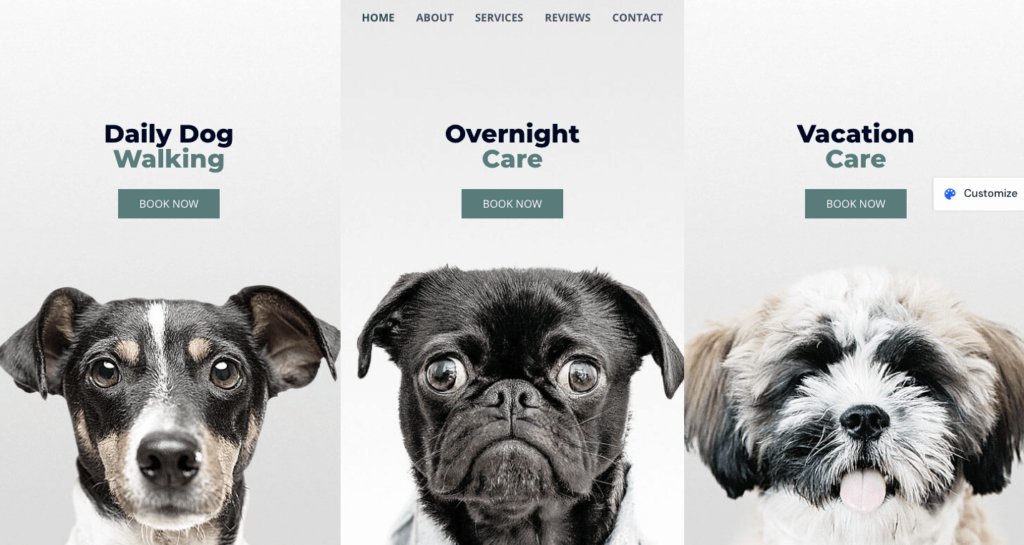 HOME ABOUT SERVICES REVIEWS CONTACT
Daily Dog
Walking
BOOK NOW
Overnight
Care
BOOK NOW
Vacation
Care
BOOK NOW
Customize